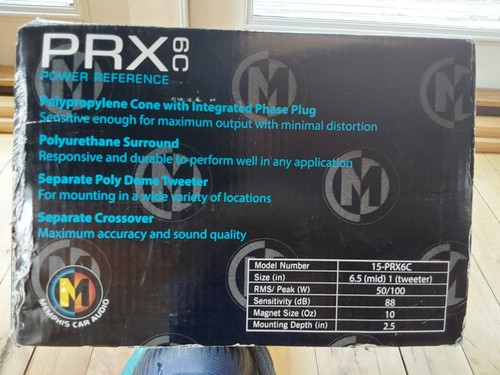 PRX 6C
POWER REFERENCE
Polypropylene Cone with Integrated Phase Plug
Sensitive enough for maximum output with minimal distortion
Polyurethane Surround
Responsive and durable to perform well in any application
Separate Poly Dome Tweeter
For mounting in a wide variety of locations
Separate Crossover
Maximum accuracy and sound quality
Model Number 15-PRX6C
Size (in) 6.5 (mid) 1 (tweeter)
RMS/ Peak (W) 50/100
Sensitivity (dB) 88
Magnet Size (Oz) 10
Mounting Depth (in) 2.5
M
MEMPHIS CAR AUDIO